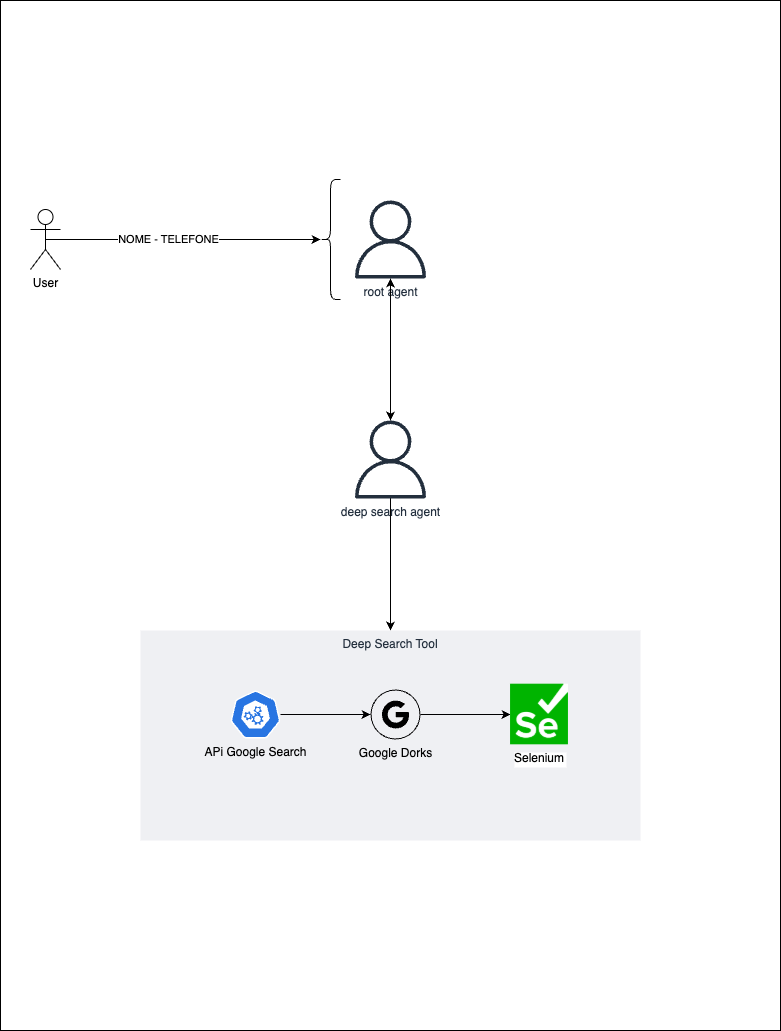 NOME - TELEFONE
User
root agent
deep search agent
Deep Search Tool
Se
APi Google Search
Google Dorks
Selenium